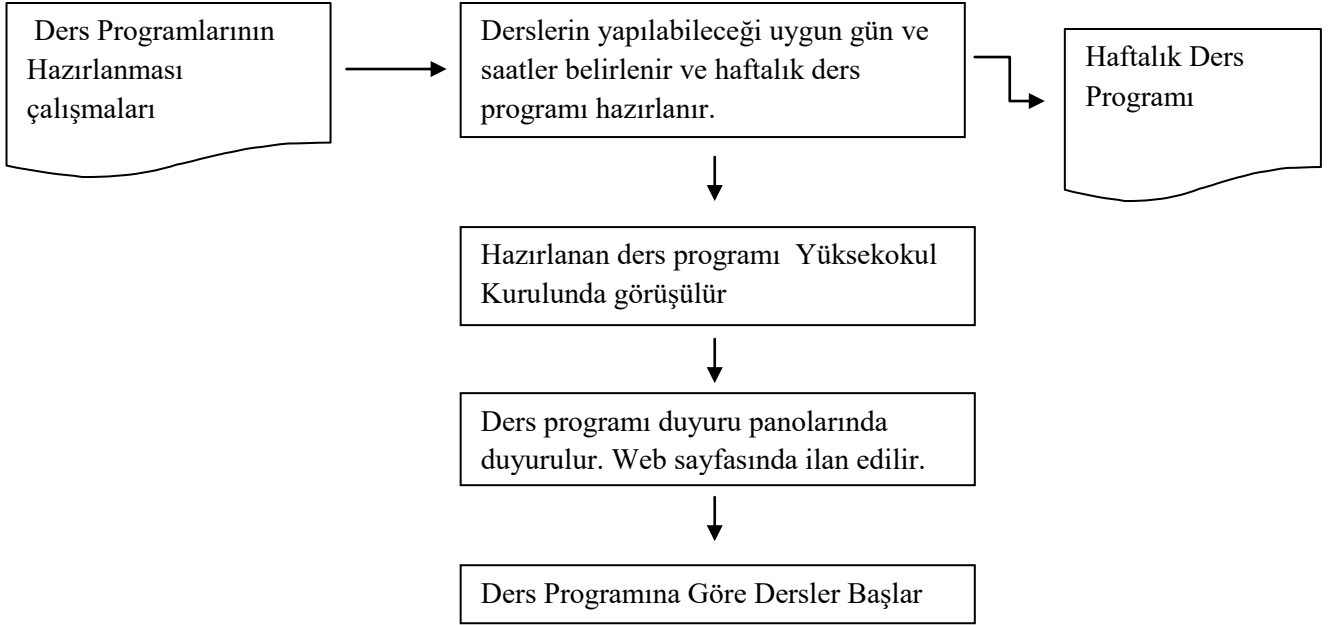 Ders Programlarının
Hazırlanması
çalışmaları
Derslerin yapılabileceği uygun gün ve
saatler belirlenir ve haftalık ders
programı hazırlanır.
Haftalık Ders
Programı
Hazırlanan ders programı Yüksekokul
Kurulunda görüşülür
Ders programı duyuru panolarında
duyurulur. Web sayfasında ilan edilir.
Ders Programına Göre Dersler Başlar